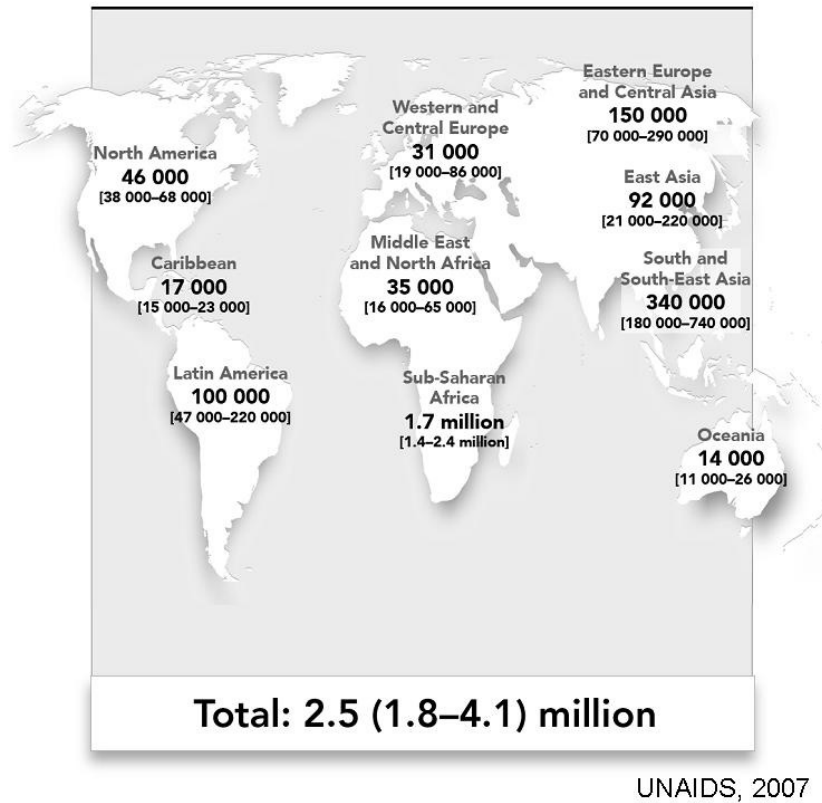 Eastern Europe
and Central Asia
150 000
[70 000–290 000]
Western and
Central Europe
31 000
[19 000–86 000]
North America
46 000
[38 000–68 000]
East Asia
92 000
[21 000–220 000]
Middle East
and North Africa
35 000
[16 000–65 000]
Caribbean
17 000
[15 000–23 000]
South and
South-East Asia
340 000
[180 000–740 000]
Latin America
100 000
[47 000–220 000]
Sub-Saharan
Africa
1.7 million
[1.4–2.4 million]
Oceania
14 000
[11 000–26 000]
Total: 2.5 (1.8–4.1) million
UNAIDS, 2007